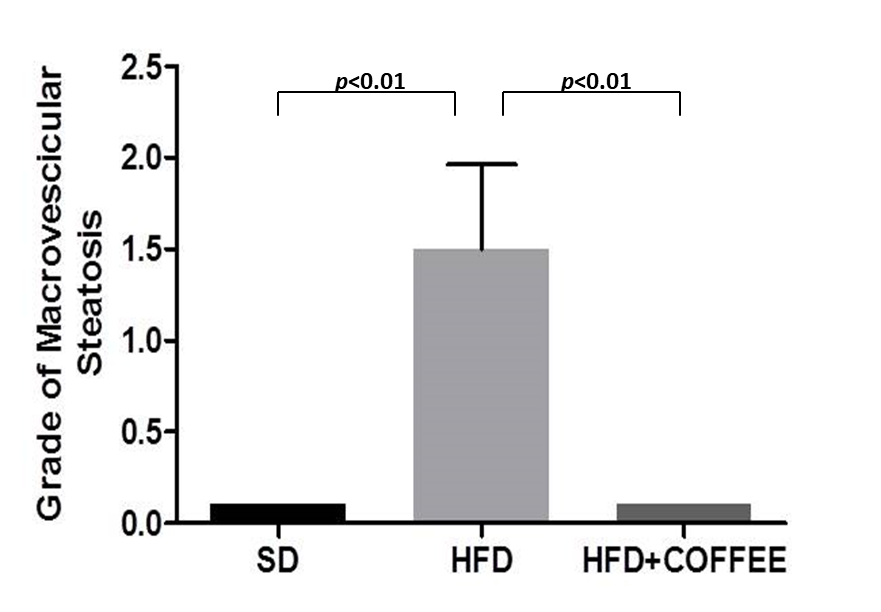 Grade of Macrovescicular
Steatosis
2.5
2.0
1.5
1.0
0.5
0.0
p<0.01
p<0.01
SD
HFD
HFD+COFFEE